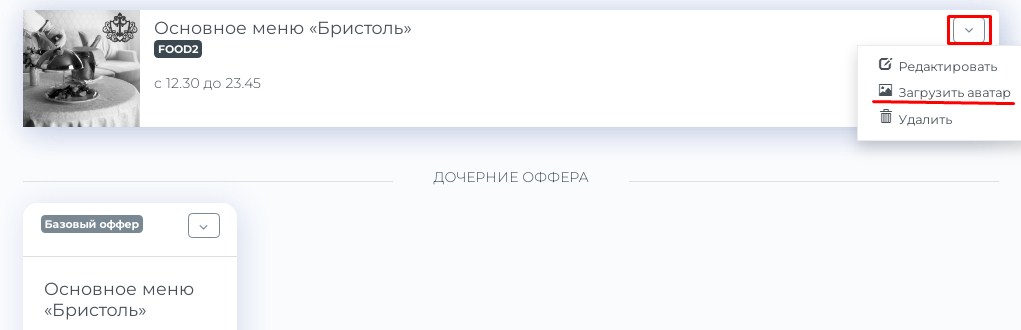 Основное меню «Бристоль»
FOOD2
с 12.30 до 23.45
Редактировать
Загрузить аватар
Удалить
ДОЧЕРНИЕ ОФФЕРА
Базовый оффер
Основное меню
«Бристоль»